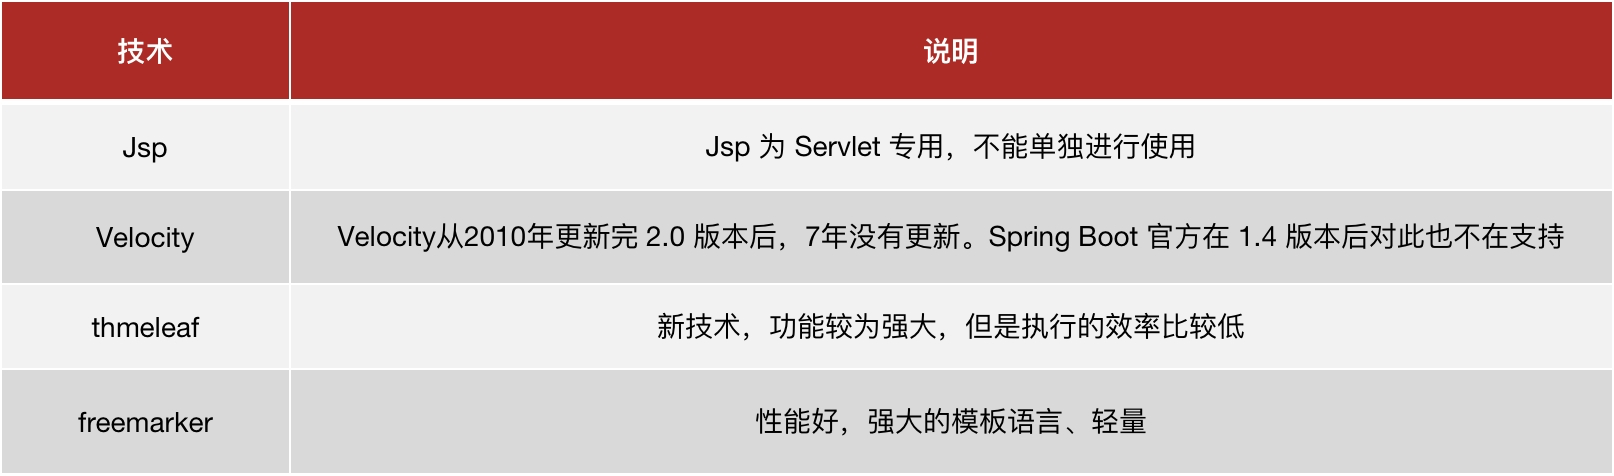 技术
说明
Jsp
Jsp 为 Servlet 专用，不能单独进行使用
Velocity
Velocity从2010年更新完 2.0 版本后，7年没有更新。Spring Boot 官方在 1.4 版本后对此也不在支持
thmeleaf
新技术，功能较为强大，但是执行的效率比较低
freemarker
性能好，强大的模板语言、轻量